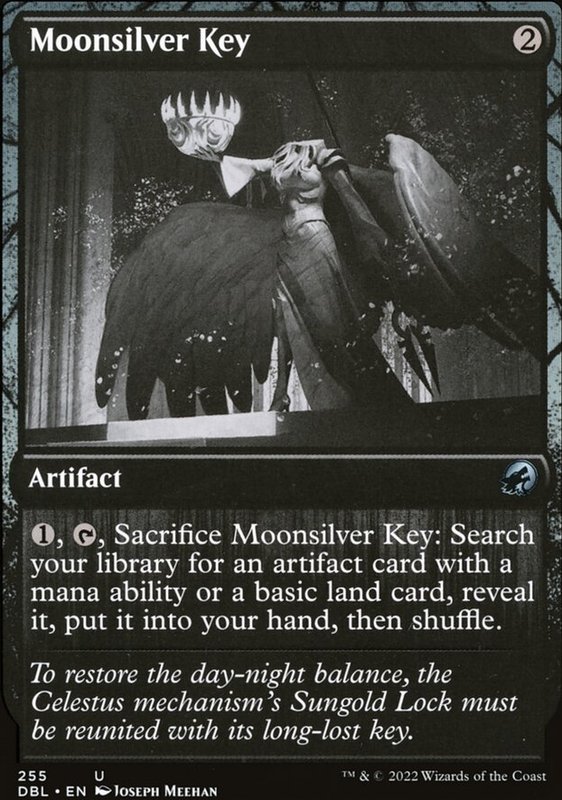 Moonsilver Key 2
Artifact
1, T, Sacrifice Moonsilver Key: Search
your library for an artifact card with a
mana ability or a basic land card, reveal
it, put it into your hand, then shuffle.
To restore the day-night balance, the
Celestus mechanism's Sungold Lock must
be reunited with its long-lost key.
255 U
DBL • EN Joseph Meehan
™ & © 2022 Wizards of the Coast